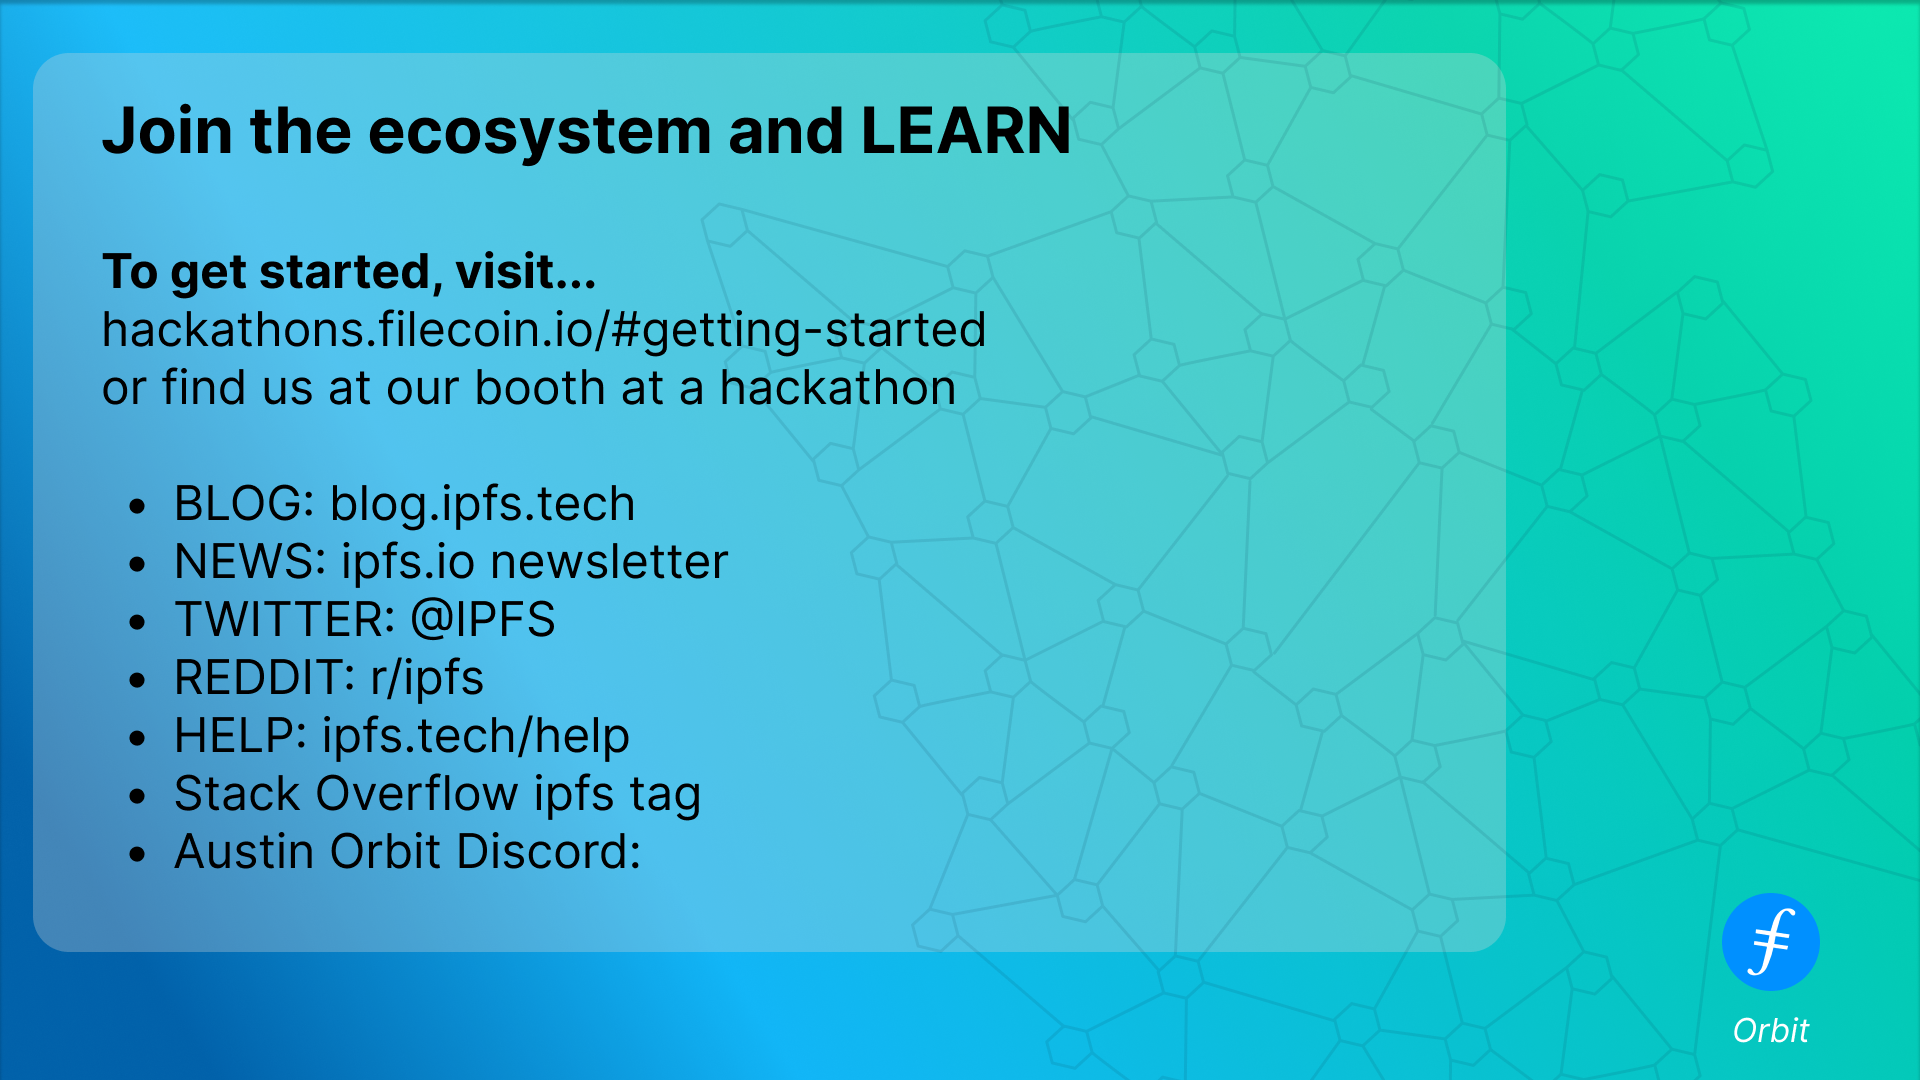 Join the ecosystem and LEARN
To get started, visit...
hackathons.filecoin.io/#getting-started
or find us at our booth at a hackathon
• BLOG: blog.ipfs.tech
• NEWS: ipfs.io newsletter
• TWITTER: @IPFS
• REDDIT: r/ipfs
• HELP: ipfs.tech/help
• Stack Overflow ipfs tag
• Austin Orbit Discord:
Orbit